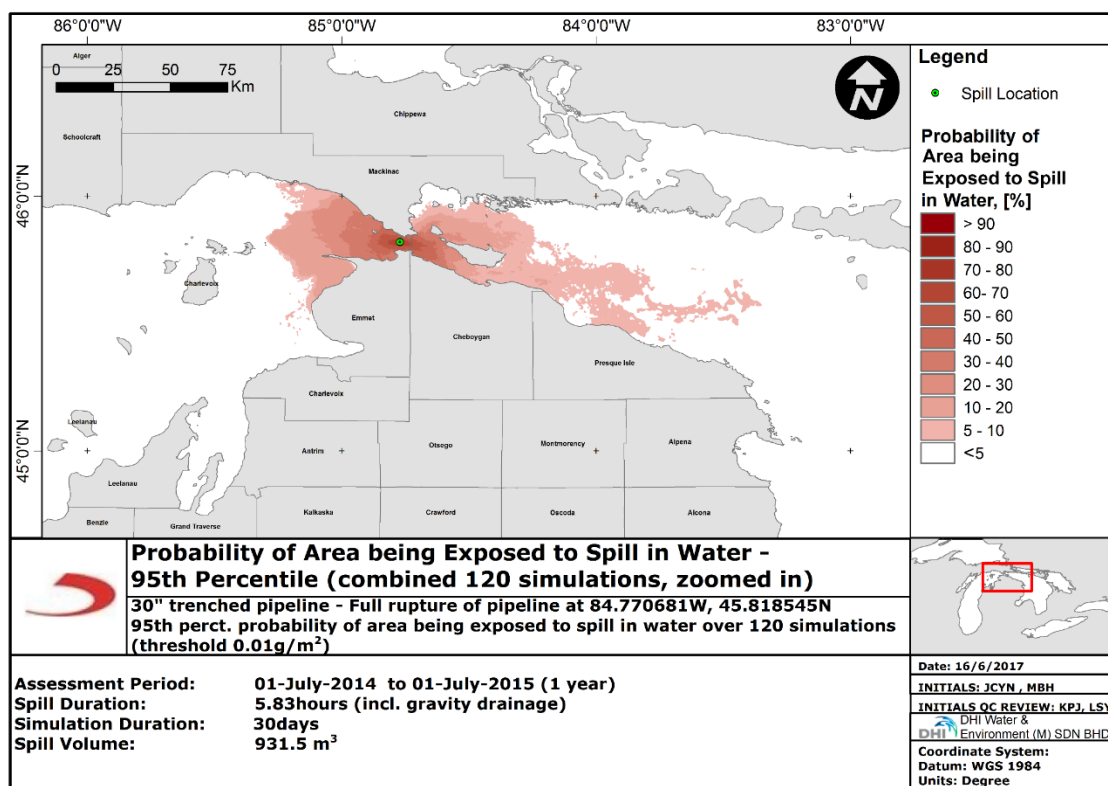 86°0'0"W 85°0'0"W 84°0'0"W 83°0'0"W
46°0'0"N
45°0'0"N
0 25 50 75
Km
N
Alger
Schoolcraft
Chippewa
Mackinac
Charlevoix
Emmet
Cheboygan
Presque Isle
Charlevoix
Leelanau
Antrim
Otsego
Montmorency
Alpena
Leelanau
Benzie
Grand Traverse
Kalkaska
Crawford
Oscoda
Alcona
Legend
Spill Location
Probability of
Area being
Exposed to Spill
in Water, [%]
> 90
80 - 90
70 - 80
60- 70
50 - 60
40 - 50
30 - 40
20 - 30
10 - 20
5 - 10
<5
Probability of Area being Exposed to Spill in Water -
95th Percentile (combined 120 simulations, zoomed in)
30" trenched pipeline - Full rupture of pipeline at 84.770681W, 45.818545N
95th perct. probability of area being exposed to spill in water over 120 simulations
(threshold 0.01g/m²)
Assessment Period: 01-July-2014 to 01-July-2015 (1 year)
Spill Duration: 5.83hours (incl. gravity drainage)
Simulation Duration: 30days
Spill Volume: 931.5 m³
Date: 16/6/2017
INITIALS: JCYN , MBH
INITIALS QC REVIEW: KPJ, LSY
DHI DHI Water &
Environment (M) SDN BHD
Coordinate System:
Datum: WGS 1984
Units: Degree